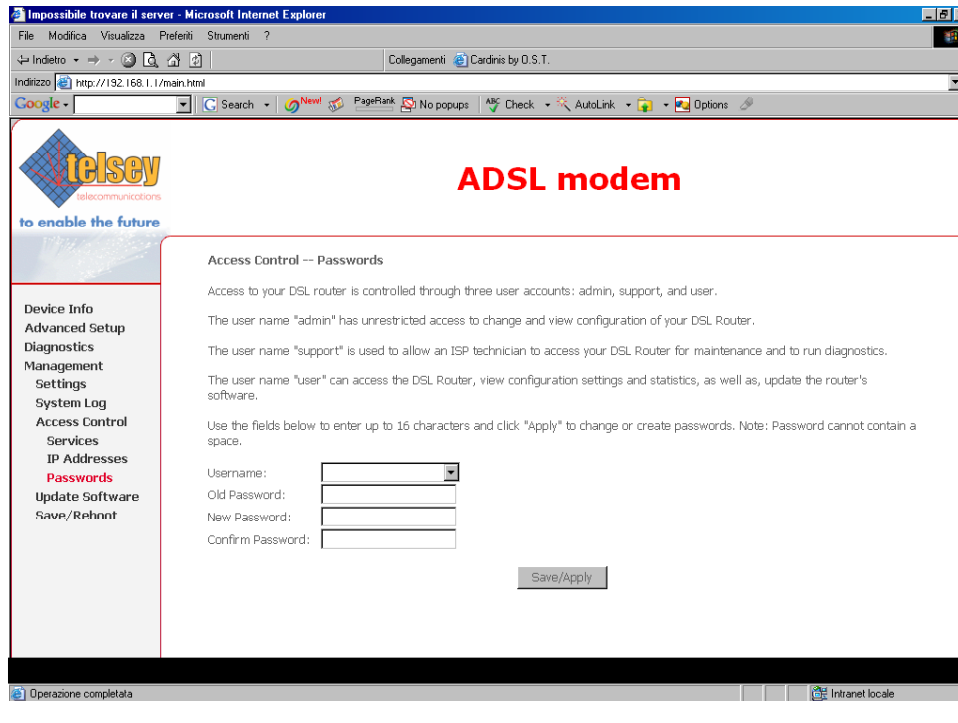 Impossibile trovare il server - Microsoft Internet Explorer
File Modifica Visualizza Preferiti Strumenti ?
Indietro Collegamenti Cardinis by O.S.T.
Indirizzo http://192.168.1.1/main.html
Google Search New! PageRank No popups ABC Check AutoLink Options
telsey
telecommunications
to enable the future
ADSL modem
Device Info
Advanced Setup
Diagnostics
Management
Settings
System Log
Access Control
Services
IP Addresses
Passwords
Update Software
Save/Reboot
Access Control -- Passwords
Access to your DSL router is controlled through three user accounts: admin, support, and user.
The user name "admin" has unrestricted access to change and view configuration of your DSL Router.
The user name "support" is used to allow an ISP technician to access your DSL Router for maintenance and to run diagnostics.
The user name "user" can access the DSL Router, view configuration settings and statistics, as well as, update the router's
software.
Use the fields below to enter up to 16 characters and click "Apply" to change or create passwords. Note: Password cannot contain a
space.
Username:
Old Password:
New Password:
Confirm Password:
Save/Apply
Operazione completata Intranet locale